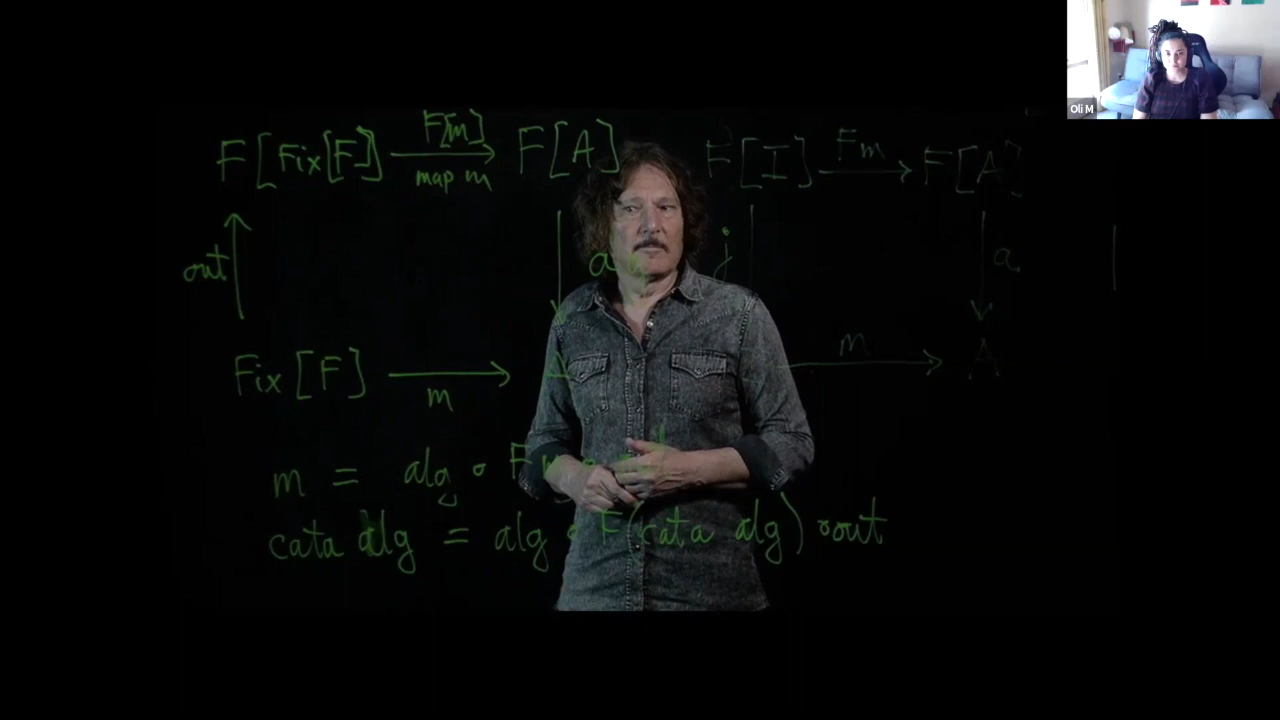 F[m]
F[Fix[F]] F[A] F[I] Fm F[A]
map m
out a j a
m
Fix[F] A
m
m = alg ∘ F
cata alg = alg ∘ F(cata alg) ∘ out
Oli M